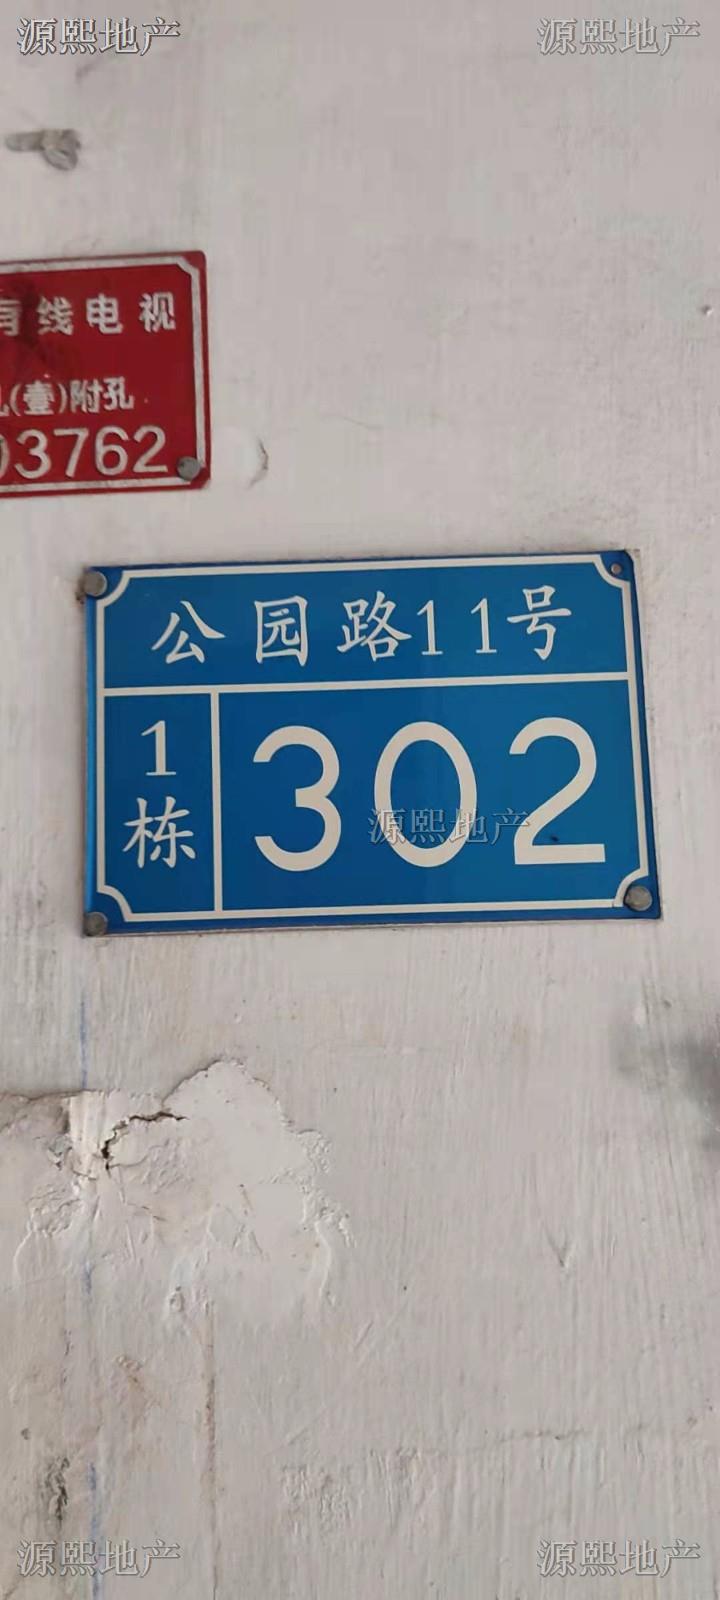 源熙地产 源熙地产
有线电视
孔(壹)附孔
03762
公园路11号
1栋
302
源熙地产
源熙地产 源熙地产